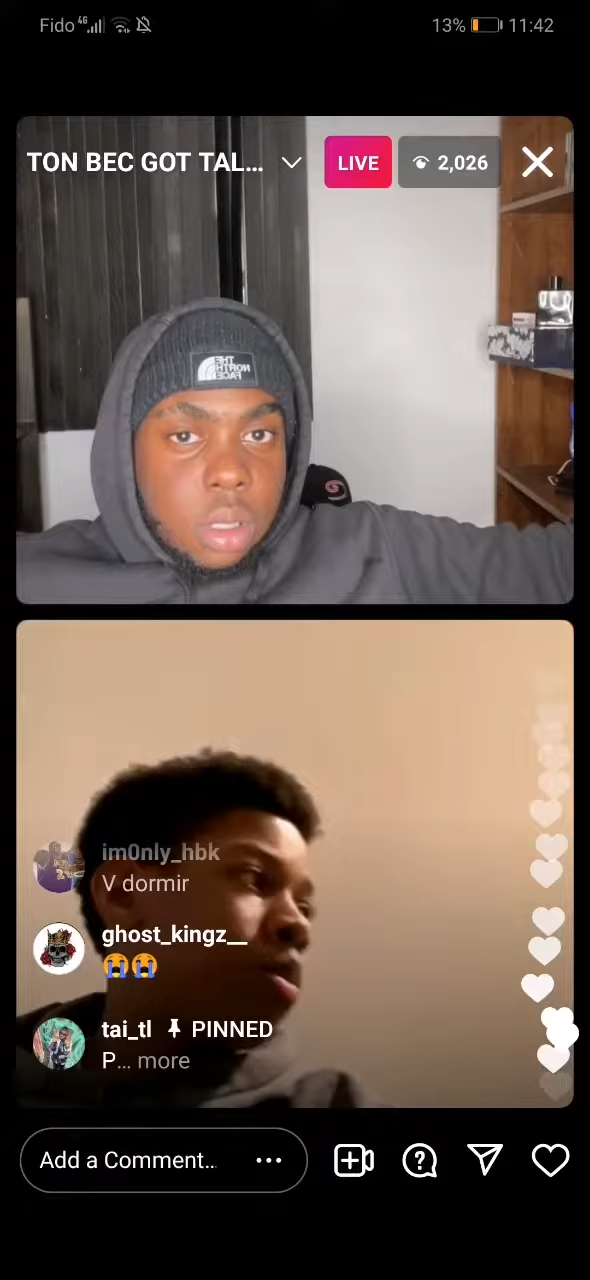 Fido 4G 13% 11:42
TON BEC GOT TAL... LIVE 2,026
THE
NORTH
FACE
im0nly_hbk
V dormir
ghost_kingz__
😭😭
tai_tl PINNED
P... more
Add a Comment...